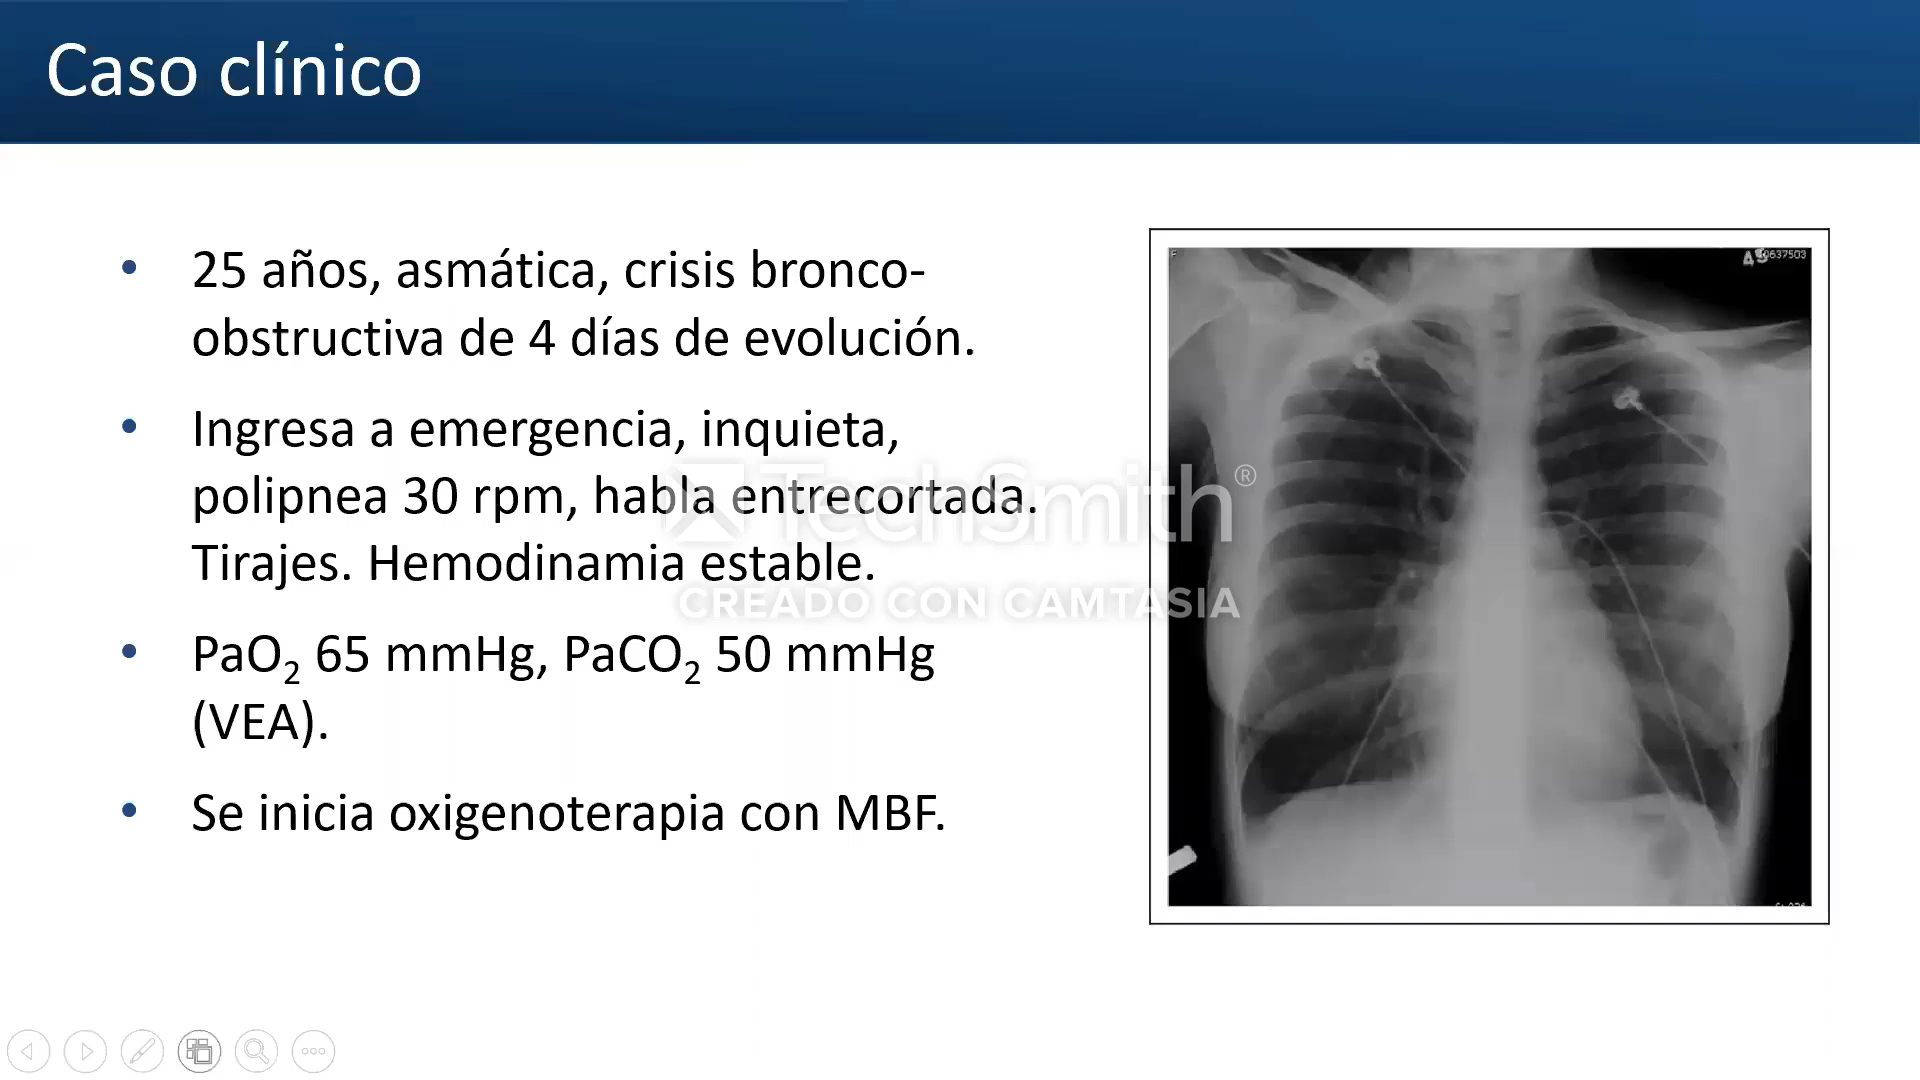 Caso clínico
• 25 años, asmática, crisis bronco-
obstructiva de 4 días de evolución.
• Ingresa a emergencia, inquieta,
polipnea 30 rpm, habla entrecortada.
Tirajes. Hemodinamia estable.
• PaO₂ 65 mmHg, PaCO₂ 50 mmHg
(VEA).
• Se inicia oxigenoterapia con MBF.
TechSmith®
CREADO CON CAMTASIA